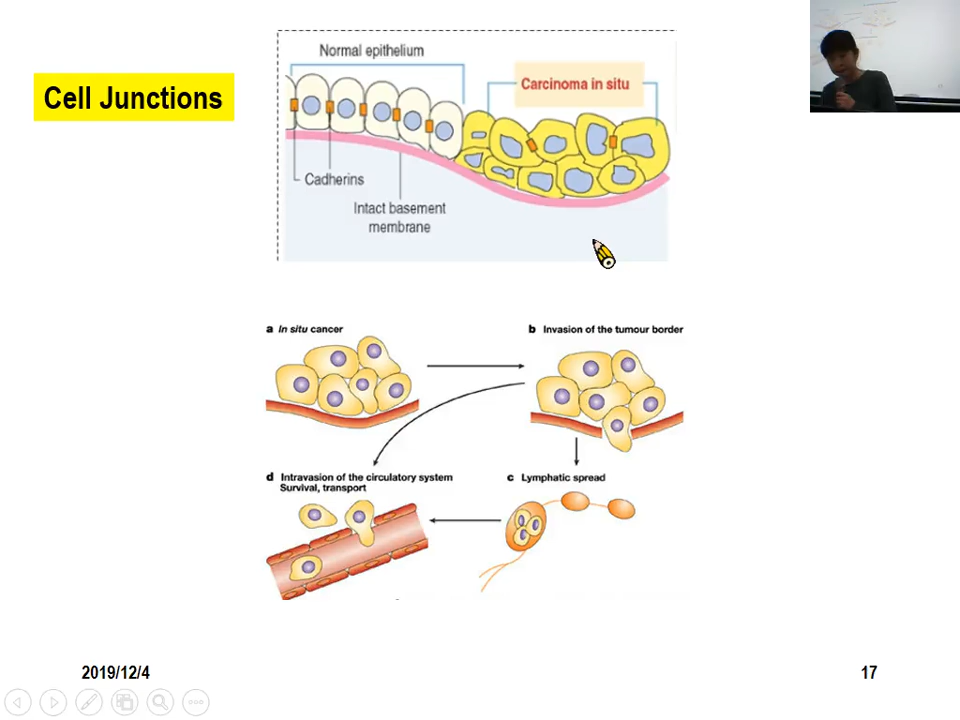 Cell Junctions
Normal epithelium
Carcinoma in situ
Cadherins
Intact basement
membrane
a In situ cancer
b Invasion of the tumour border
d Intravasion of the circulatory system
Survival, transport
c Lymphatic spread
2019/12/4
17